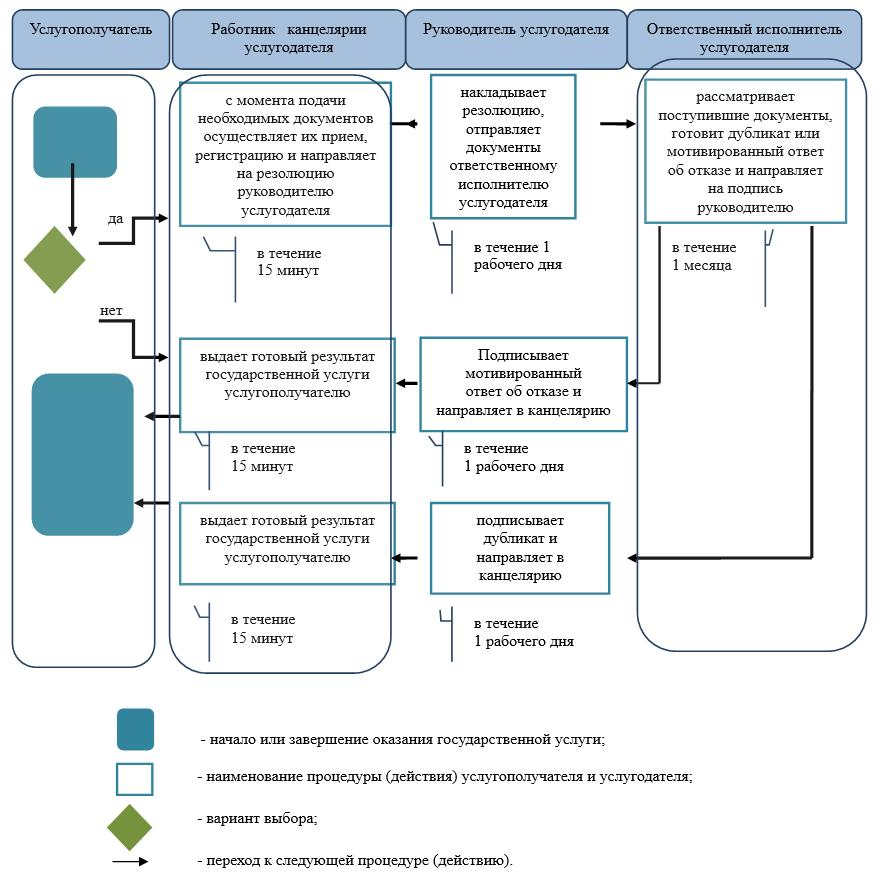 Услугополучатель
Работник канцелярии
услугодателя
Руководитель услугодателя
Ответственный исполнитель
услугодателя
с момента подачи
необходимых документов
осуществляет их прием,
регистрацию и направляет
на резолюцию
руководителю
услугодателя
накладывает
резолюцию,
отправляет
документы
ответственному
исполнителю
услугодателя
рассматривает
поступившие документы,
готовит дубликат или
мотивированный ответ
об отказе и направляет
на подпись
руководителю
да
в течение
15 минут
в течение 1
рабочего дня
в течение
1 месяца
нет
выдает готовый результат
государственной услуги
услугополучателю
Подписывает
мотивированный
ответ об отказе и
направляет в канцелярию
в течение
15 минут
в течение
1 рабочего дня
выдает готовый результат
государственной услуги
услугополучателю
подписывает
дубликат и
направляет в
канцелярию
в течение
15 минут
в течение
1 рабочего дня
- начало или завершение оказания государственной услуги;
- наименование процедуры (действия) услугополучателя и услугодателя;
- вариант выбора;
- переход к следующей процедуре (действию).